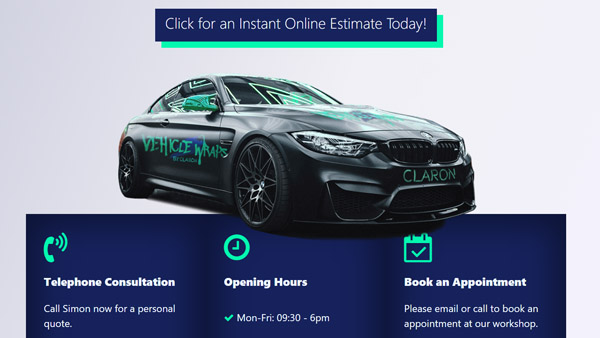 Click for an Instant Online Estimate Today!
VEHICLE WRAPS
BY CLARON
CLARON
Telephone Consultation
Call Simon now for a personal
quote.
Opening Hours
Mon-Fri: 09:30 - 6pm
Book an Appointment
Please email or call to book an
appointment at our workshop.